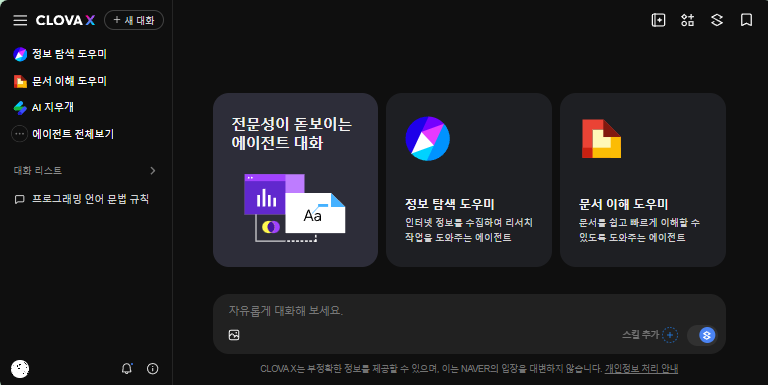 CLOVA X
+ 새 대화
정보 탐색 도우미
문서 이해 도우미
AI 지우개
에이전트 전체보기
대화 리스트
프로그래밍 언어 문법 규칙
전문성이 돋보이는
에이전트 대화
Aa
정보 탐색 도우미
인터넷 정보를 수집하여 리서치
작업을 도와주는 에이전트
문서 이해 도우미
문서를 쉽고 빠르게 이해할 수
있도록 도와주는 에이전트
자유롭게 대화해 보세요.
스킬 추가
CLOVA X는 부정확한 정보를 제공할 수 있으며, 이는 NAVER의 입장을 대변하지 않습니다. 개인정보 처리 안내